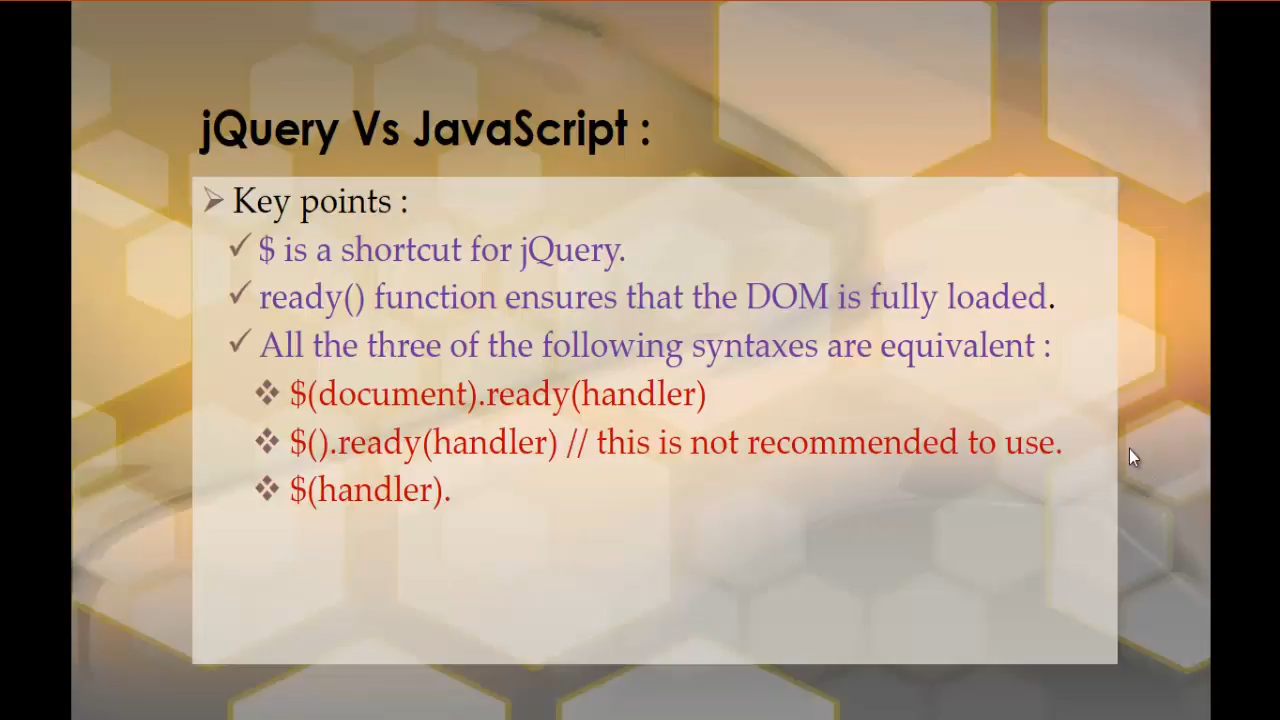 jQuery Vs JavaScript :
Key points :
$ is a shortcut for jQuery.
ready() function ensures that the DOM is fully loaded.
All the three of the following syntaxes are equivalent :
$(document).ready(handler)
$().ready(handler) // this is not recommended to use.
$(handler).